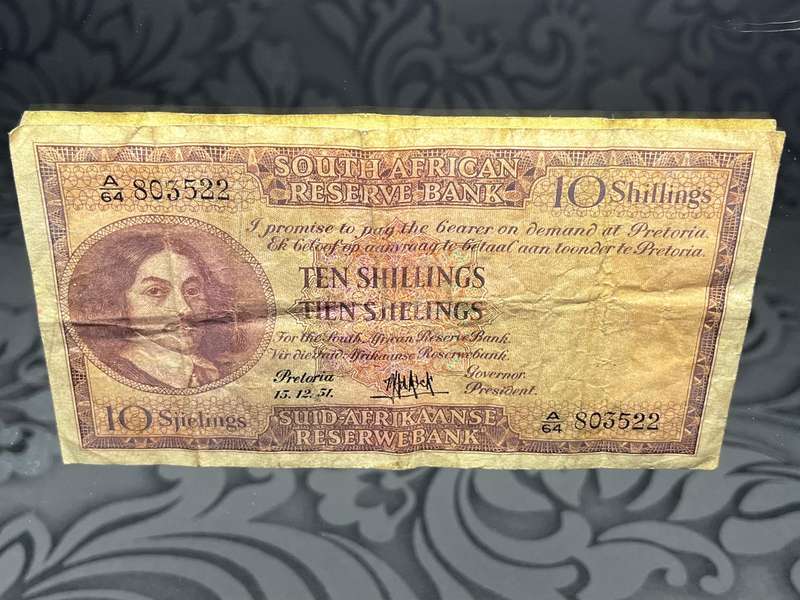 SOUTH AFRICAN
RESERVE BANK
A/64 803522
10 Shillings
I promise to pay the bearer on demand at Pretoria.
Ek beloof op aanvraag te betaal aan toonder te Pretoria.
TEN SHILLINGS
TIEN SJIELINGS
For the South African Reserve Bank.
Vir die Suid-Afrikaanse Reserwebank.
Pretoria Governor.
15.12.51. President.
10 Sjielings
SUID-AFRIKAANSE
RESERWEBANK
A/64 803522